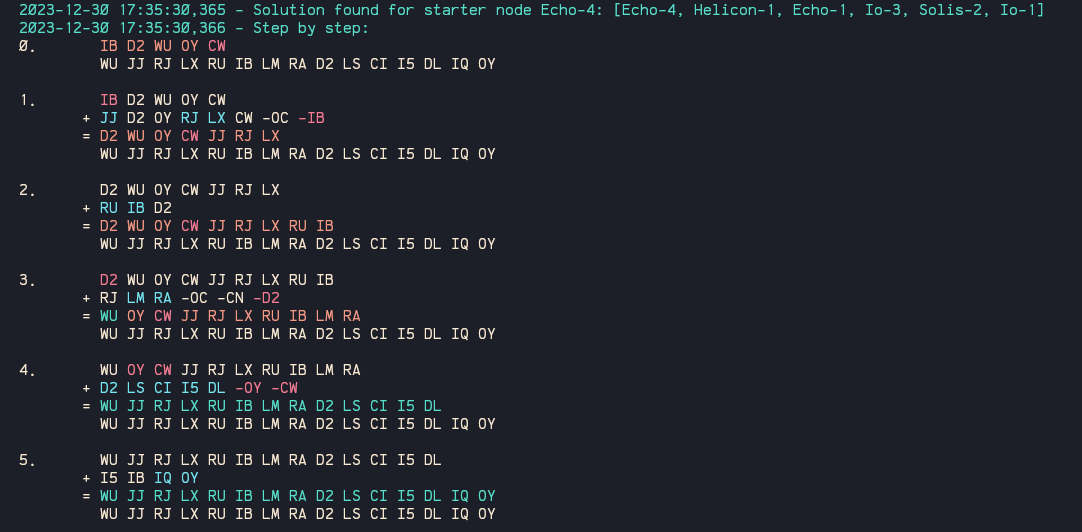 2023-12-30 17:35:30,365 - Solution found for starter node Echo-4: [Echo-4, Helicon-1, Echo-1, Io-3, Solis-2, Io-1]
2023-12-30 17:35:30,366 - Step by step:
0. IB D2 WU OY CW
WU JJ RJ LX RU IB LM RA D2 LS CI I5 DL IQ OY
1. IB D2 WU OY CW
+ JJ D2 OY RJ LX CW -OC -IB
= D2 WU OY CW JJ RJ LX
WU JJ RJ LX RU IB LM RA D2 LS CI I5 DL IQ OY
2. D2 WU OY CW JJ RJ LX
+ RU IB D2
= D2 WU OY CW JJ RJ LX RU IB
WU JJ RJ LX RU IB LM RA D2 LS CI I5 DL IQ OY
3. D2 WU OY CW JJ RJ LX RU IB
+ RJ LM RA -OC -CN -D2
= WU OY CW JJ RJ LX RU IB LM RA
WU JJ RJ LX RU IB LM RA D2 LS CI I5 DL IQ OY
4. WU OY CW JJ RJ LX RU IB LM RA
+ D2 LS CI I5 DL -OY -CW
= WU JJ RJ LX RU IB LM RA D2 LS CI I5 DL
WU JJ RJ LX RU IB LM RA D2 LS CI I5 DL IQ OY
5. WU JJ RJ LX RU IB LM RA D2 LS CI I5 DL
+ I5 IB IQ OY
= WU JJ RJ LX RU IB LM RA D2 LS CI I5 DL IQ OY
WU JJ RJ LX RU IB LM RA D2 LS CI I5 DL IQ OY